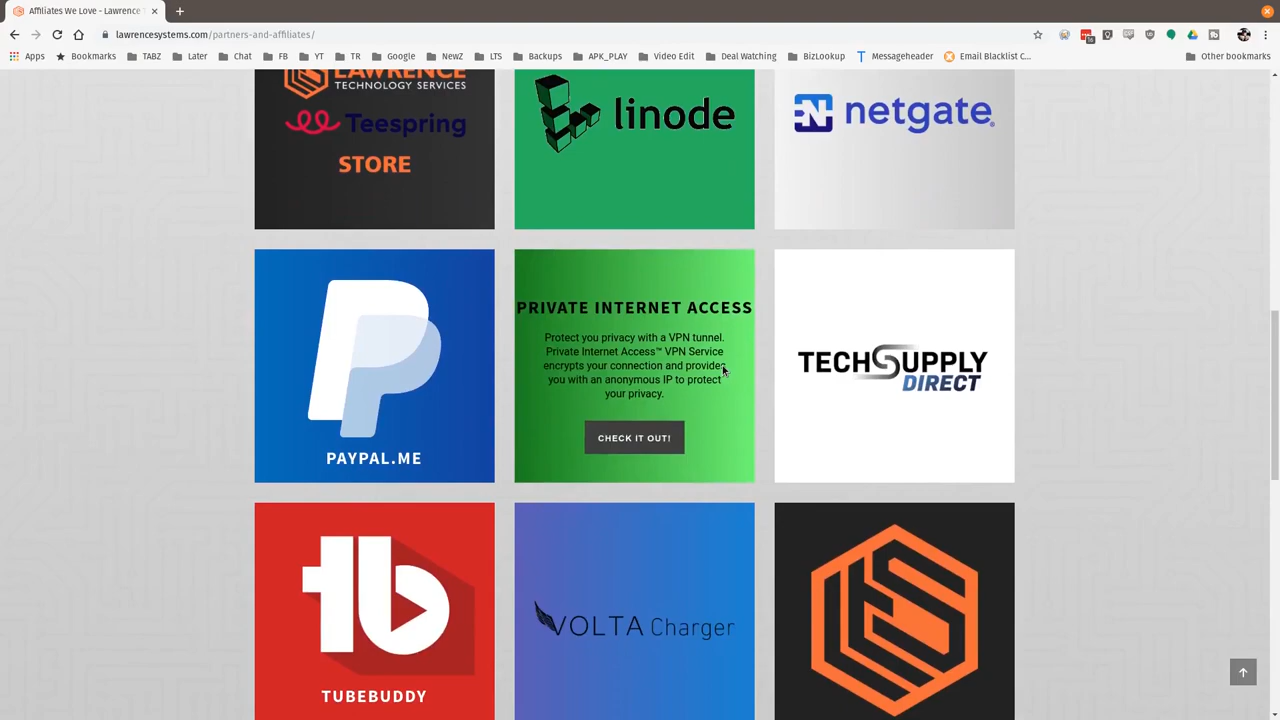 Affiliates We Love - Lawrence
lawrencesystems.com/partners-and-affiliates/
Apps Bookmarks TABZ Later Chat FB YT TR Google NewZ LTS Backups APK_PLAY Video Edit Deal Watching BizLookup Messageheader Email Blacklist C... Other bookmarks
LAWRENCE
TECHNOLOGY SERVICES
Teespring
STORE
linode
netgate
PAYPAL.ME
PRIVATE INTERNET ACCESS
Protect you privacy with a VPN tunnel.
Private Internet Access™ VPN Service
encrypts your connection and provides
you with an anonymous IP to protect
your privacy.
CHECK IT OUT!
TECHSUPPLY
DIRECT
tb
TUBEBUDDY
VOLTA Charger